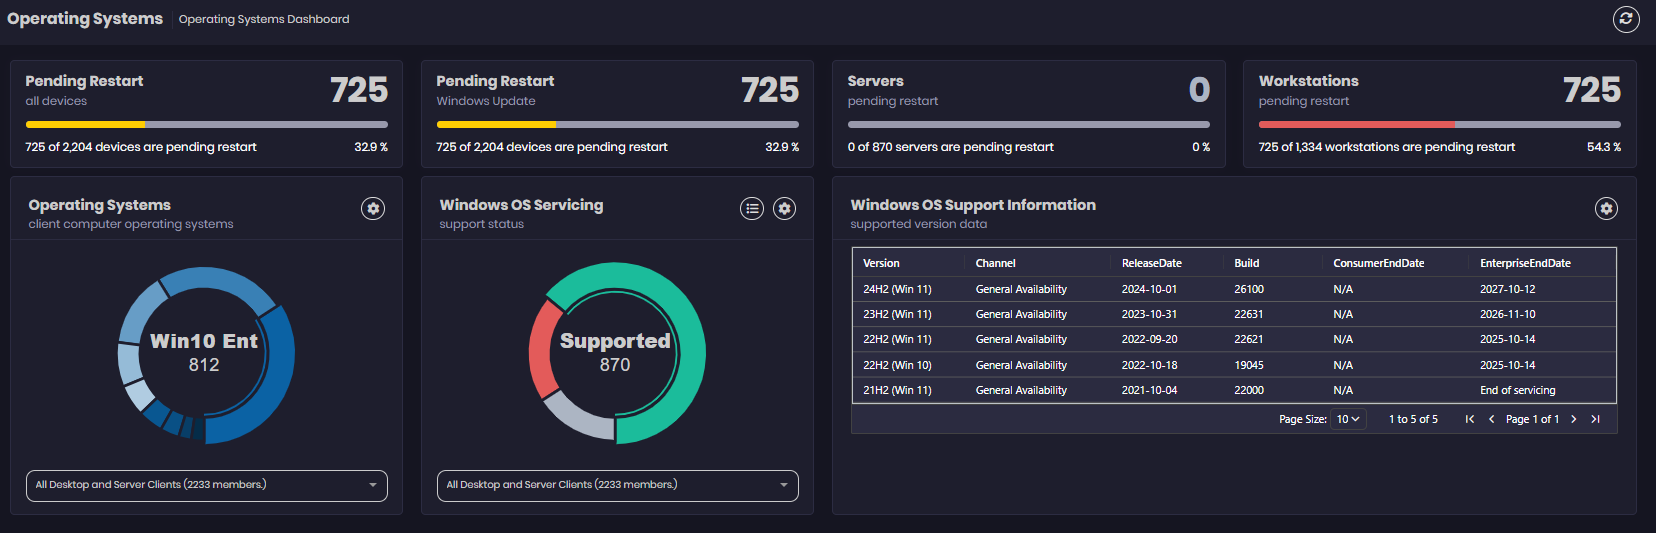 Operating Systems
Operating Systems Dashboard
Pending Restart
all devices
725
725 of 2,204 devices are pending restart
32.9 %
Pending Restart
Windows Update
725
725 of 2,204 devices are pending restart
32.9 %
Servers
pending restart
0
0 of 870 servers are pending restart
0 %
Workstations
pending restart
725
725 of 1,334 workstations are pending restart
54.3 %
Operating Systems
client computer operating systems
Win10 Ent
812
All Desktop and Server Clients (2233 members.)
Windows OS Servicing
support status
Supported
870
All Desktop and Server Clients (2233 members.)
Windows OS Support Information
supported version data
Version Channel ReleaseDate Build ConsumerEndDate EnterpriseEndDate
24H2 (Win 11) General Availability 2024-10-01 26100 N/A 2027-10-12
23H2 (Win 11) General Availability 2023-10-31 22631 N/A 2026-11-10
22H2 (Win 11) General Availability 2022-09-20 22621 N/A 2025-10-14
22H2 (Win 10) General Availability 2022-10-18 19045 N/A 2025-10-14
21H2 (Win 11) General Availability 2021-10-04 22000 N/A End of servicing
Page Size: 10 1 to 5 of 5 Page 1 of 1